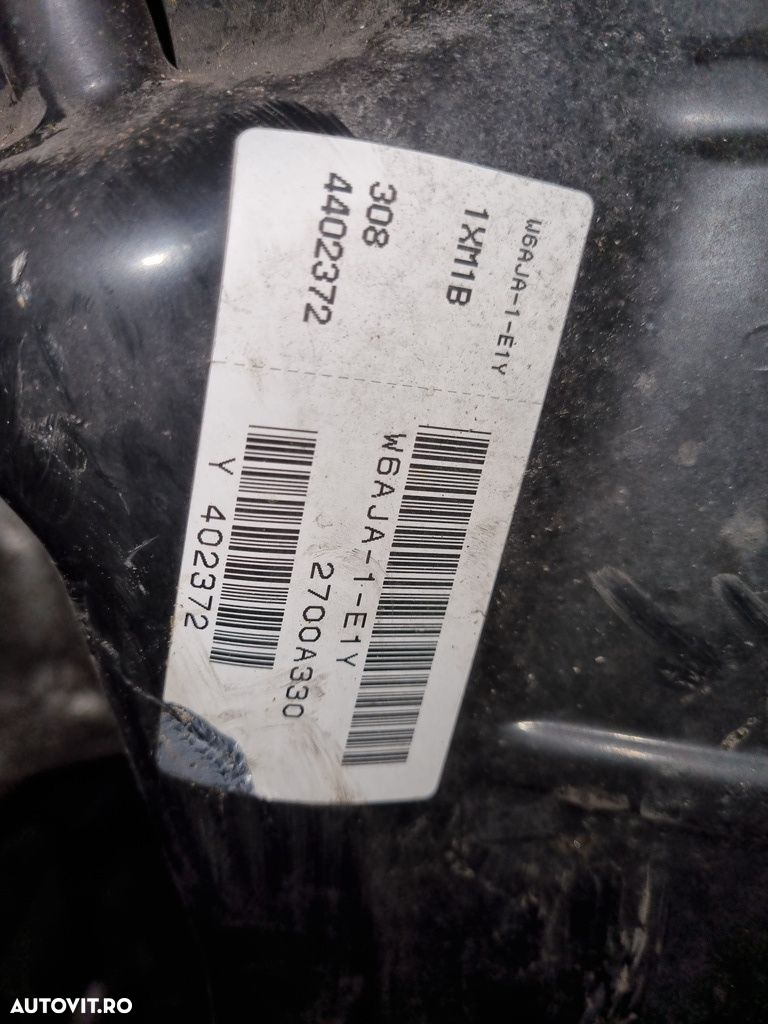 W6AJA-1-E1Y
1XM1B
308
4402372
W6AJA-1-E1Y
2700A330
Y 402372
AUTOVIT.RO